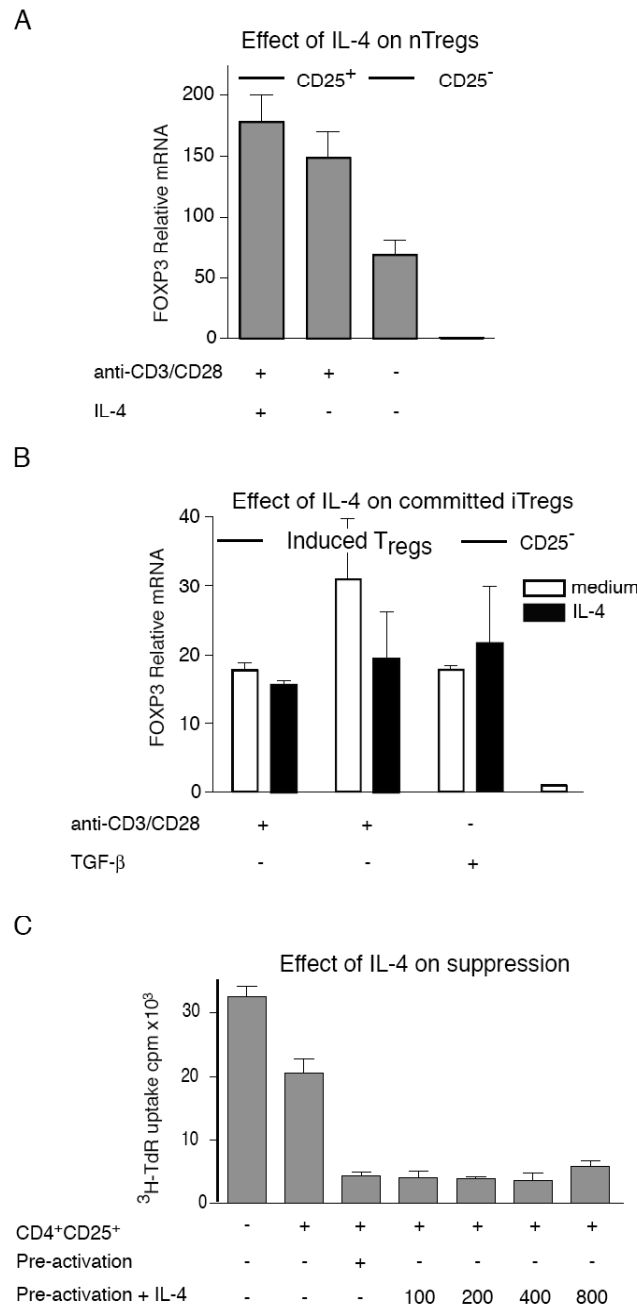 A
Effect of IL-4 on nTregs
CD25+ CD25-
FOXP3 Relative mRNA
200
150
100
50
0
anti-CD3/CD28 + + -
IL-4 + - -
B
Effect of IL-4 on committed iTregs
Induced Tregs CD25-
FOXP3 Relative mRNA
40
30
20
10
0
medium
IL-4
anti-CD3/CD28 + + -
TGF-β - - +
C
Effect of IL-4 on suppression
³H-TdR uptake cpm x10³
30
20
10
0
CD4+CD25+ - + + + + + +
Pre-activation - - + - - - -
Pre-activation + IL-4 - - - 100 200 400 800